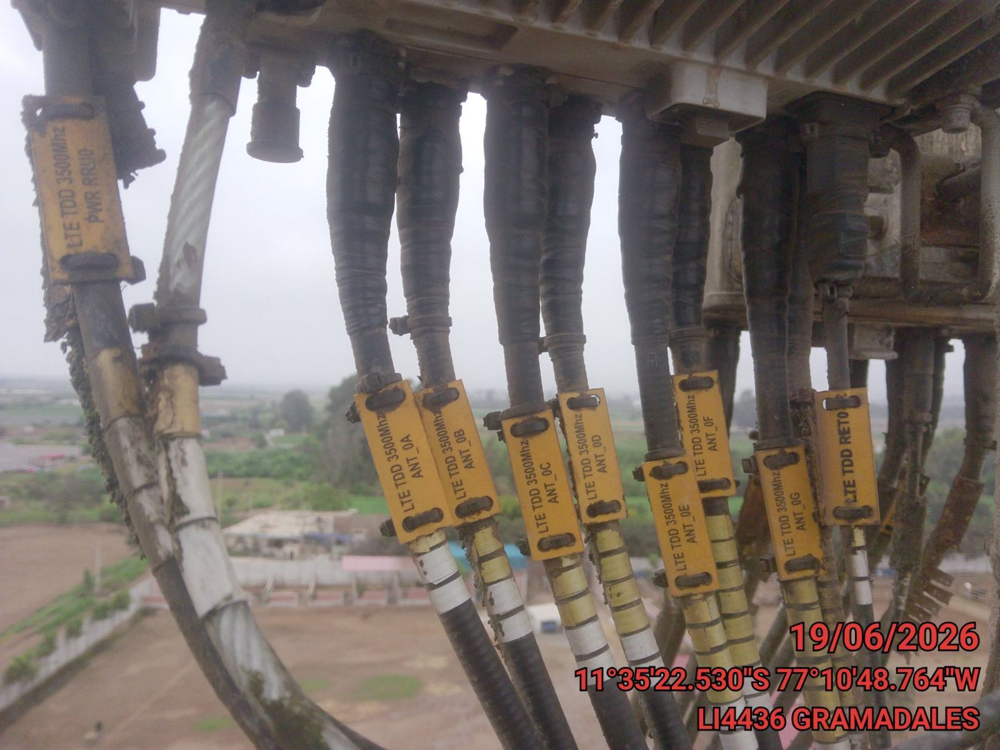 LTE TDD 3500Mhz
PWR RRU0
LTE TDD 3500Mhz
ANT_0A
LTE TDD 3500Mhz
ANT_0B
LTE TDD 3500Mhz
ANT_0C
LTE TDD 3500Mhz
ANT_0D
LTE TDD 3500Mhz
ANT_0E
LTE TDD 3500Mhz
ANT_0F
LTE TDD 3500Mhz
ANT_0G
LTE TDD RET0
19/06/2026
11°35'22.530"S 77°10'48.764"W
LI4436 GRAMADALES